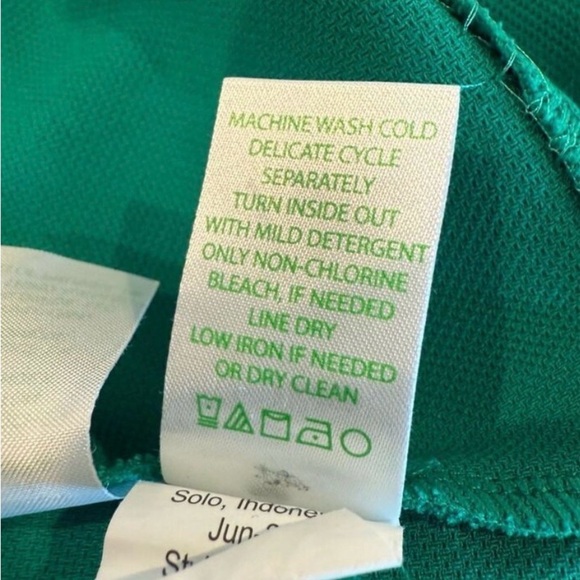 MACHINE WASH COLD
DELICATE CYCLE
SEPARATELY
TURN INSIDE OUT
WITH MILD DETERGENT
ONLY NON-CHLORINE
BLEACH, IF NEEDED
LINE DRY
LOW IRON IF NEEDED
OR DRY CLEAN
Solo,
Jun